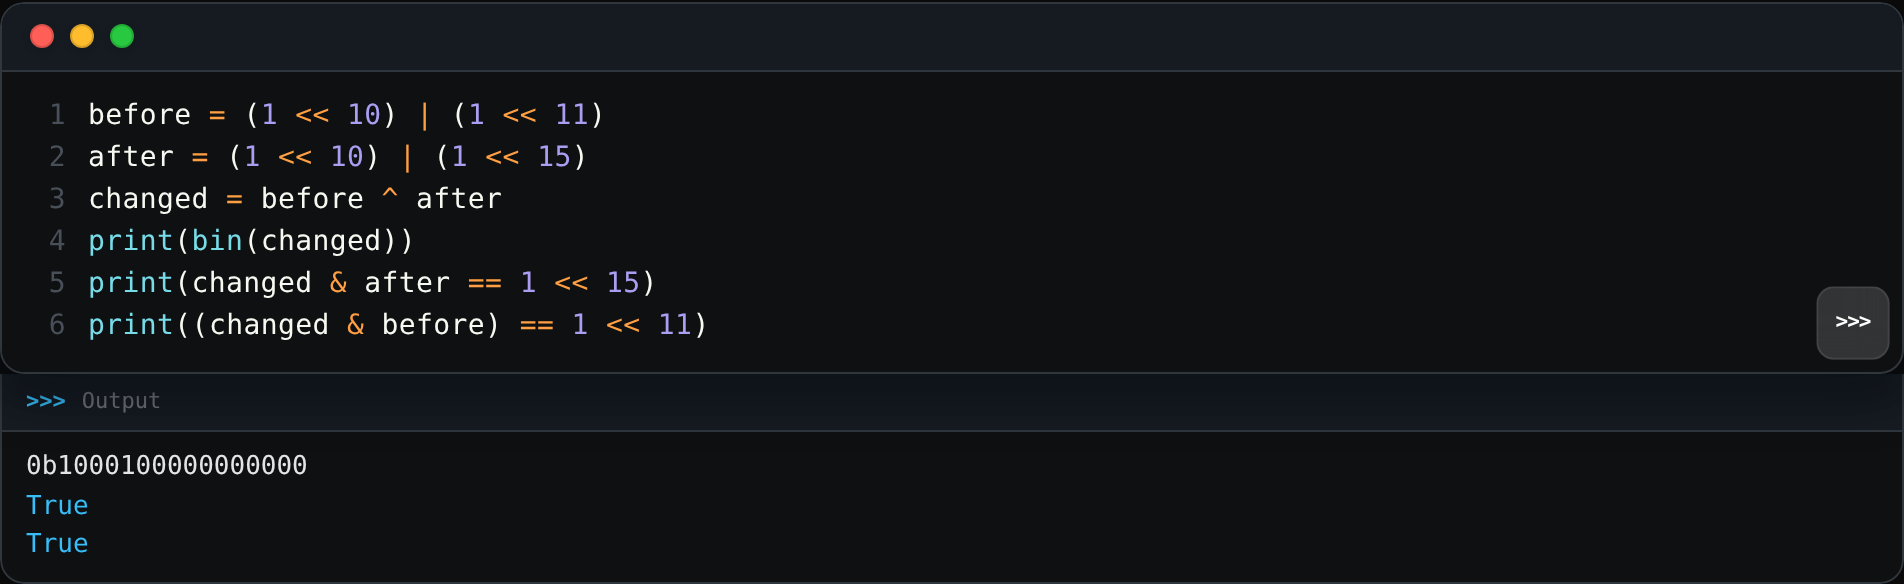 1 before = (1 << 10) | (1 << 11)
2 after = (1 << 10) | (1 << 15)
3 changed = before ^ after
4 print(bin(changed))
5 print(changed & after == 1 << 15)
6 print((changed & before) == 1 << 11)
>>>
>>> Output
0b1000100000000000
True
True